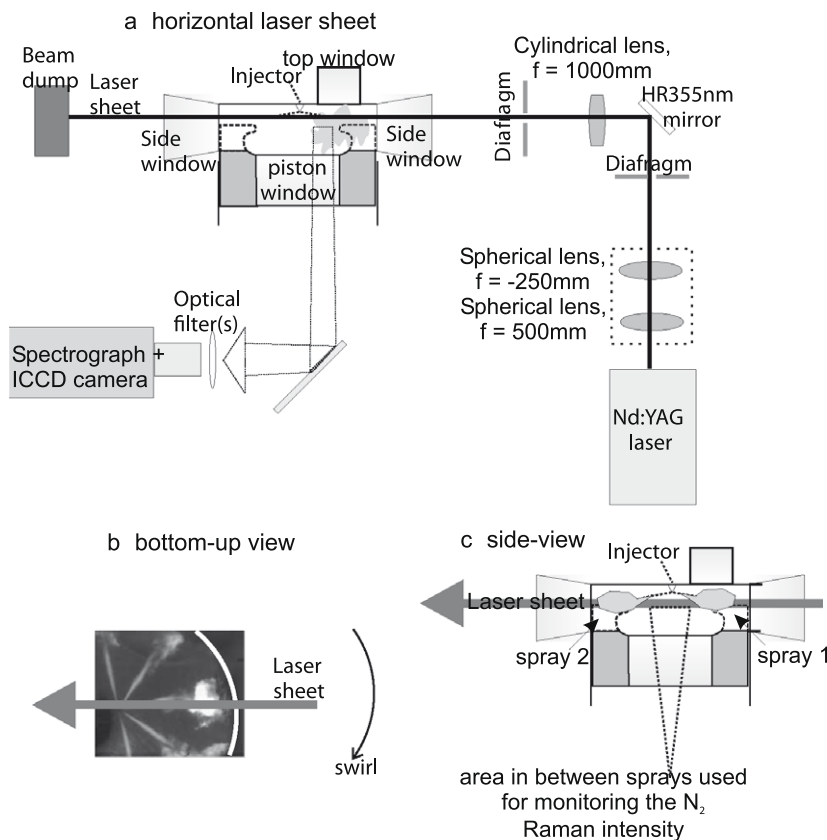 a horizontal laser sheet
Beam
dump
Laser
sheet
Injector
top window
Cylindrical lens,
f = 1000mm
HR355nm
mirror
Diafragm
Diafragm
Side
window
Side
window
piston
window
Spherical lens,
f = -250mm
Spherical lens,
f = 500mm
Optical
filter(s)
Spectrograph +
ICCD camera
Nd:YAG
laser
b bottom-up view
Laser
sheet
swirl
c side-view
Injector
Laser sheet
spray 2
spray 1
area in between sprays used
for monitoring the N₂
Raman intensity